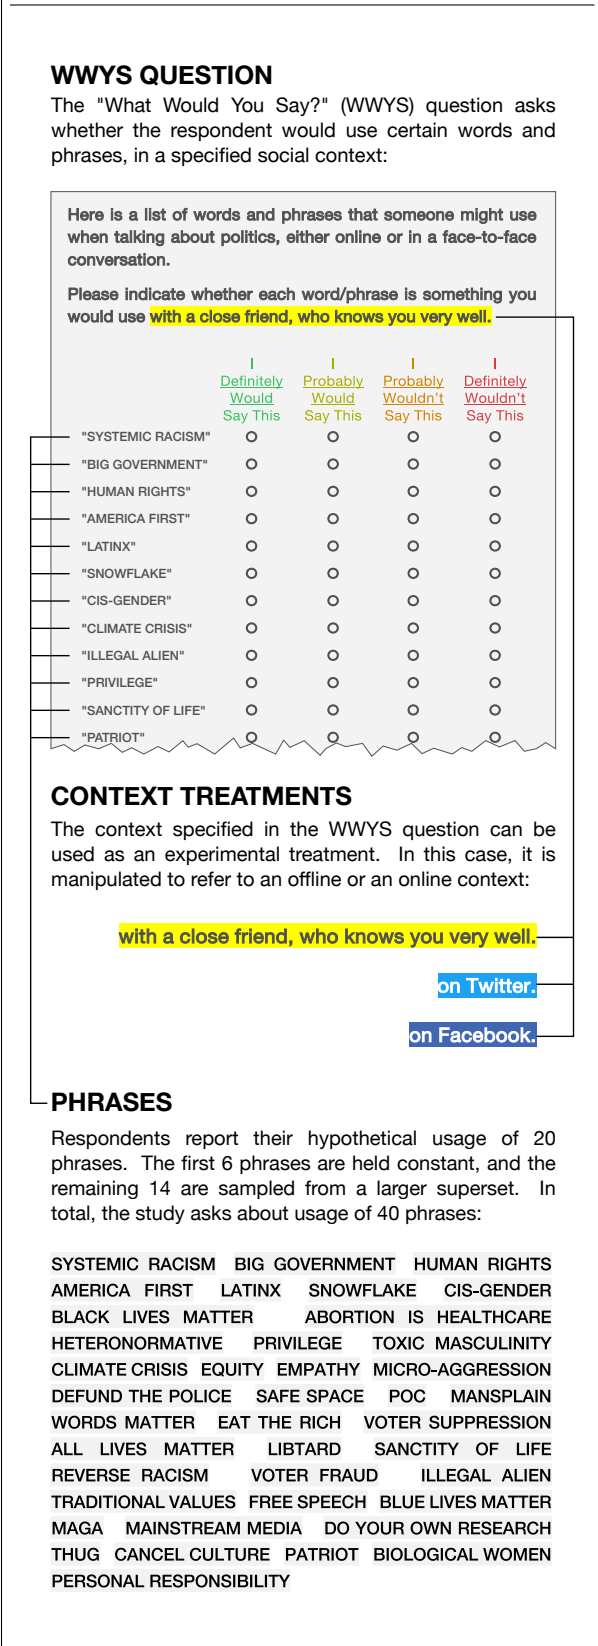 WWYS QUESTION
The "What Would You Say?" (WWYS) question asks
whether the respondent would use certain words and
phrases, in a specified social context:
Here is a list of words and phrases that someone might use
when talking about politics, either online or in a face-to-face
conversation.
Please indicate whether each word/phrase is something you
would use with a close friend, who knows you very well.
Definitely Probably Probably Definitely
Would Would Wouldn't Wouldn't
Say This Say This Say This Say This
"SYSTEMIC RACISM"
"BIG GOVERNMENT"
"HUMAN RIGHTS"
"AMERICA FIRST"
"LATINX"
"SNOWFLAKE"
"CIS-GENDER"
"CLIMATE CRISIS"
"ILLEGAL ALIEN"
"PRIVILEGE"
"SANCTITY OF LIFE"
"PATRIOT"
CONTEXT TREATMENTS
The context specified in the WWYS question can be
used as an experimental treatment. In this case, it is
manipulated to refer to an offline or an online context:
with a close friend, who knows you very well.
on Twitter.
on Facebook.
PHRASES
Respondents report their hypothetical usage of 20
phrases. The first 6 phrases are held constant, and the
remaining 14 are sampled from a larger superset. In
total, the study asks about usage of 40 phrases:
SYSTEMIC RACISM BIG GOVERNMENT HUMAN RIGHTS
AMERICA FIRST LATINX SNOWFLAKE CIS-GENDER
BLACK LIVES MATTER ABORTION IS HEALTHCARE
HETERONORMATIVE PRIVILEGE TOXIC MASCULINITY
CLIMATE CRISIS EQUITY EMPATHY MICRO-AGGRESSION
DEFUND THE POLICE SAFE SPACE POC MANSPLAIN
WORDS MATTER EAT THE RICH VOTER SUPPRESSION
ALL LIVES MATTER LIBTARD SANCTITY OF LIFE
REVERSE RACISM VOTER FRAUD ILLEGAL ALIEN
TRADITIONAL VALUES FREE SPEECH BLUE LIVES MATTER
MAGA MAINSTREAM MEDIA DO YOUR OWN RESEARCH
THUG CANCEL CULTURE PATRIOT BIOLOGICAL WOMEN
PERSONAL RESPONSIBILITY